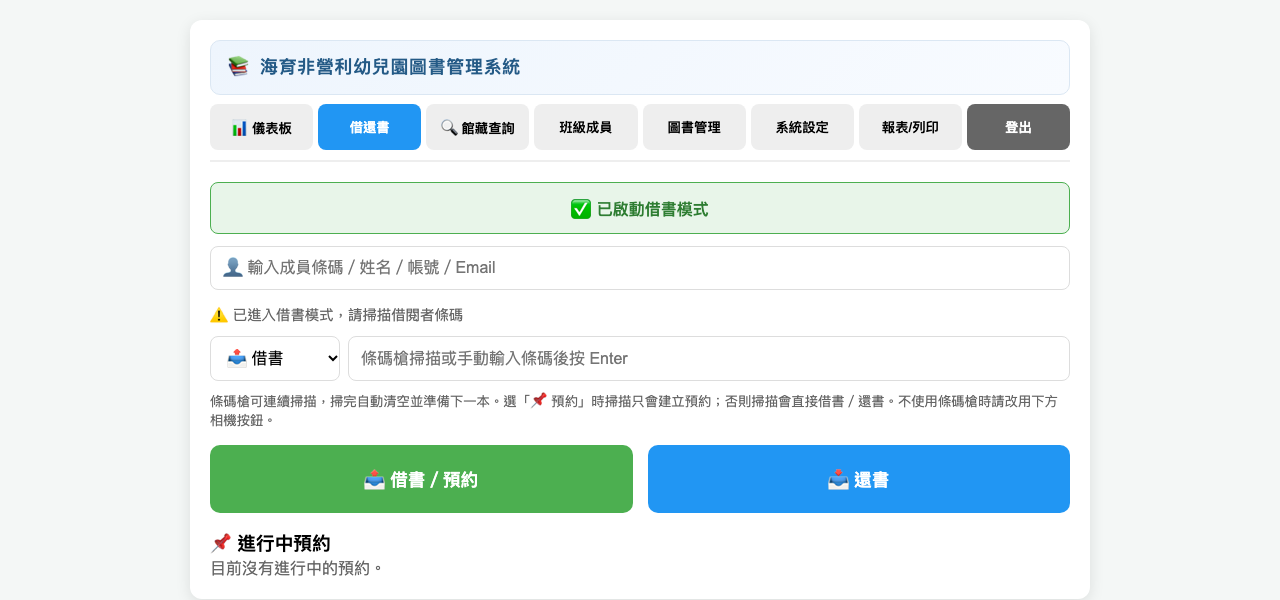 📚 海育非營利幼兒園圖書管理系統
📊 儀表板
借還書
🔍 館藏查詢
班級成員
圖書管理
系統設定
報表/列印
登出
✅ 已啟動借書模式
👤 輸入成員條碼 / 姓名 / 帳號 / Email
⚠️ 已進入借書模式，請掃描借閱者條碼
📤 借書
條碼槍掃描或手動輸入條碼後按 Enter
條碼槍可連續掃描，掃完自動清空並準備下一本。選「📌 預約」時掃描只會建立預約；否則掃描會直接借書 / 還書。不使用條碼槍時請改用下方
相機按鈕。
📤 借書 / 預約
📥 還書
📌 進行中預約
目前沒有進行中的預約。